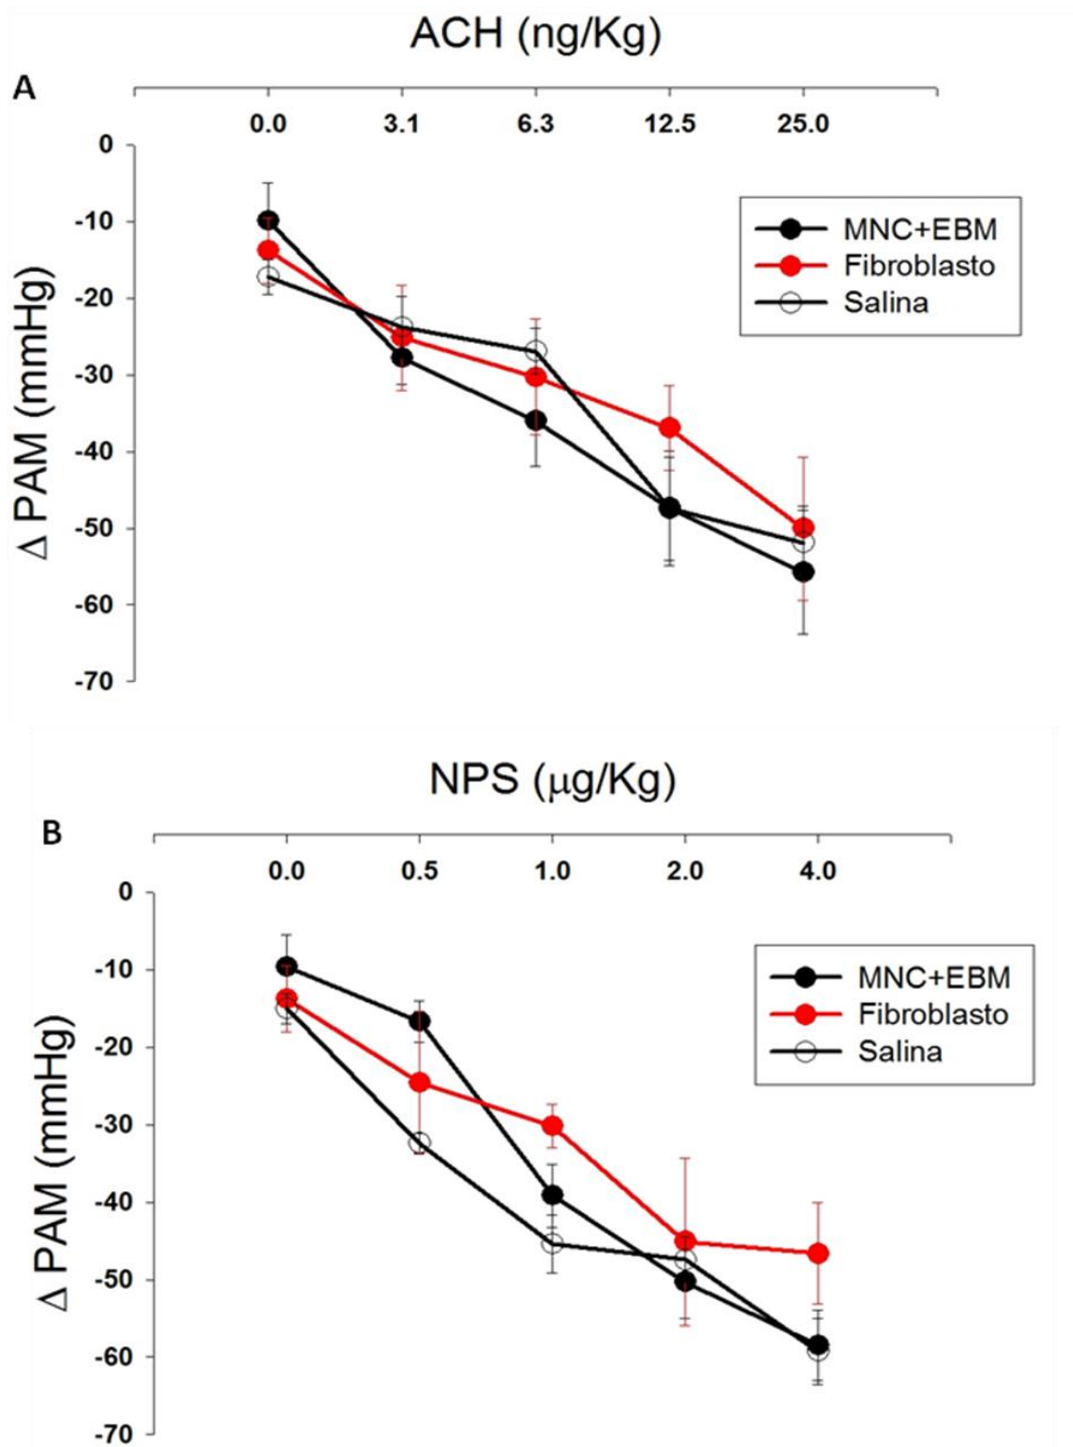 ACH (ng/Kg)
A
0.0 3.1 6.3 12.5 25.0
0
-10
-20
-30
-40
-50
-60
-70
Δ PAM (mmHg)
MNC+EBM
Fibroblasto
Salina
NPS (μg/Kg)
B
0.0 0.5 1.0 2.0 4.0
0
-10
-20
-30
-40
-50
-60
-70
Δ PAM (mmHg)
MNC+EBM
Fibroblasto
Salina